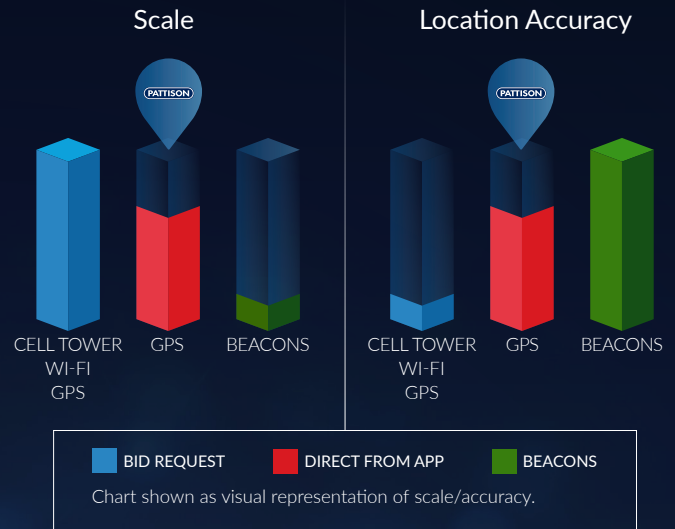 Scale
Location Accuracy
PATTISON
PATTISON
CELL TOWER
WI-FI
GPS
GPS
BEACONS
CELL TOWER
WI-FI
GPS
GPS
BEACONS
BID REQUEST
DIRECT FROM APP
BEACONS
Chart shown as visual representation of scale/accuracy.